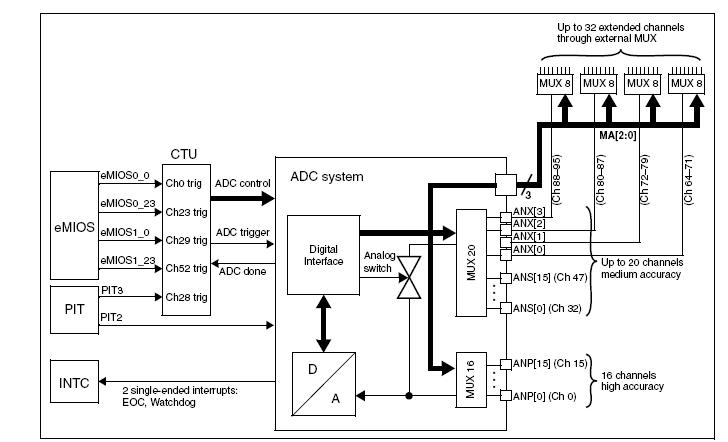 Up to 32 extended channels
through external MUX
MUX 8
MUX 8
MUX 8
MUX 8
MA[2:0]
(Ch 88–95)
(Ch 80–87)
(Ch 72–79)
(Ch 64–71)
3
CTU
ADC system
eMIOS
eMIOS0_0
eMIOS0_23
eMIOS1_0
eMIOS1_23
Ch0 trig
Ch23 trig
Ch29 trig
Ch52 trig
Ch28 trig
ADC control
ADC trigger
ADC done
PIT
PIT3
PIT2
INTC
2 single-ended interrupts:
EOC, Watchdog
Digital
Interface
Analog
switch
D
A
MUX 20
MUX 16
ANX[3]
ANX[2]
ANX[1]
ANX[0]
ANS[15] (Ch 47)
ANS[0] (Ch 32)
Up to 20 channels
medium accuracy
ANP[15] (Ch 15)
ANP[0] (Ch 0)
16 channels
high accuracy